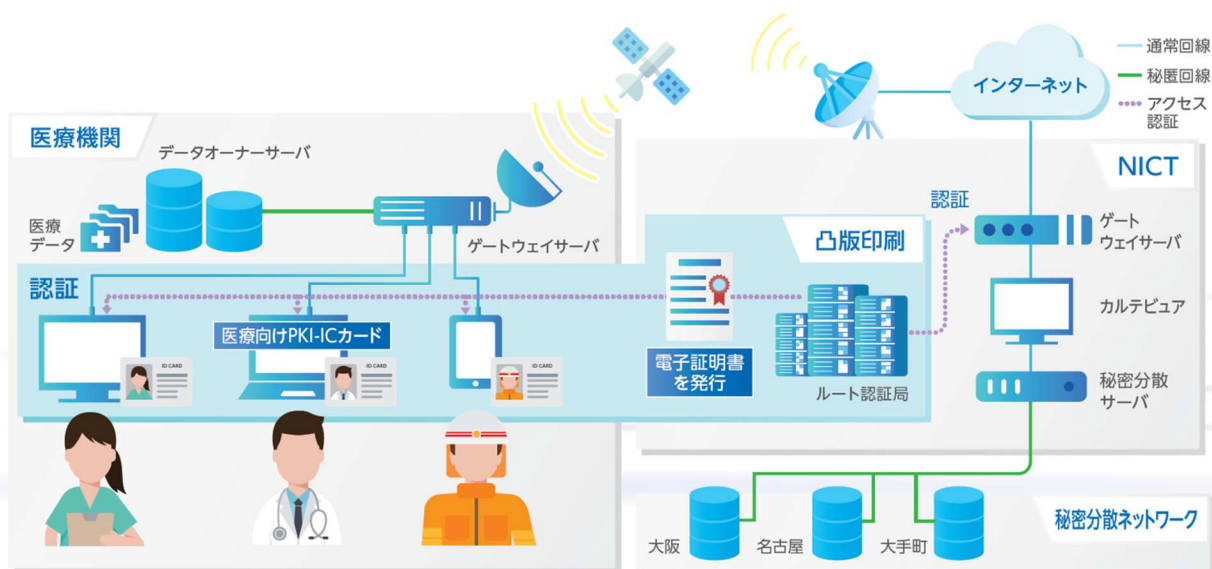 通常回線
秘匿回線
アクセス
認証
インターネット
医療機関
データオーナーサーバ
医療
データ
ゲートウェイサーバ
NICT
認証
ゲート
ウェイサーバ
凸版印刷
認証
カルテビュア
医療向けPKI-ICカード
電子証明書
を発行
ルート認証局
ID CARD
ID CARD
ID CARD
秘密分散
サーバ
大阪
名古屋
大手町
秘密分散ネットワーク